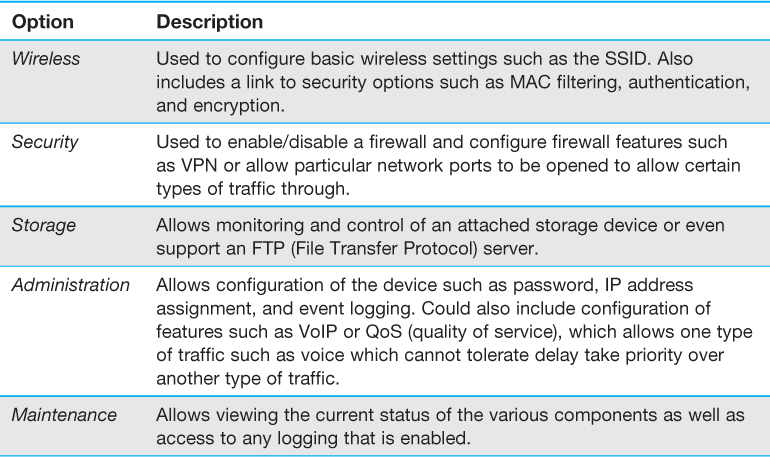 Option Description
Wireless Used to configure basic wireless settings such as the SSID. Also
includes a link to security options such as MAC filtering, authentication,
and encryption.
Security Used to enable/disable a firewall and configure firewall features such
as VPN or allow particular network ports to be opened to allow certain
types of traffic through.
Storage Allows monitoring and control of an attached storage device or even
support an FTP (File Transfer Protocol) server.
Administration Allows configuration of the device such as password, IP address
assignment, and event logging. Could also include configuration of
features such as VoIP or QoS (quality of service), which allows one type
of traffic such as voice which cannot tolerate delay take priority over
another type of traffic.
Maintenance Allows viewing the current status of the various components as well as
access to any logging that is enabled.